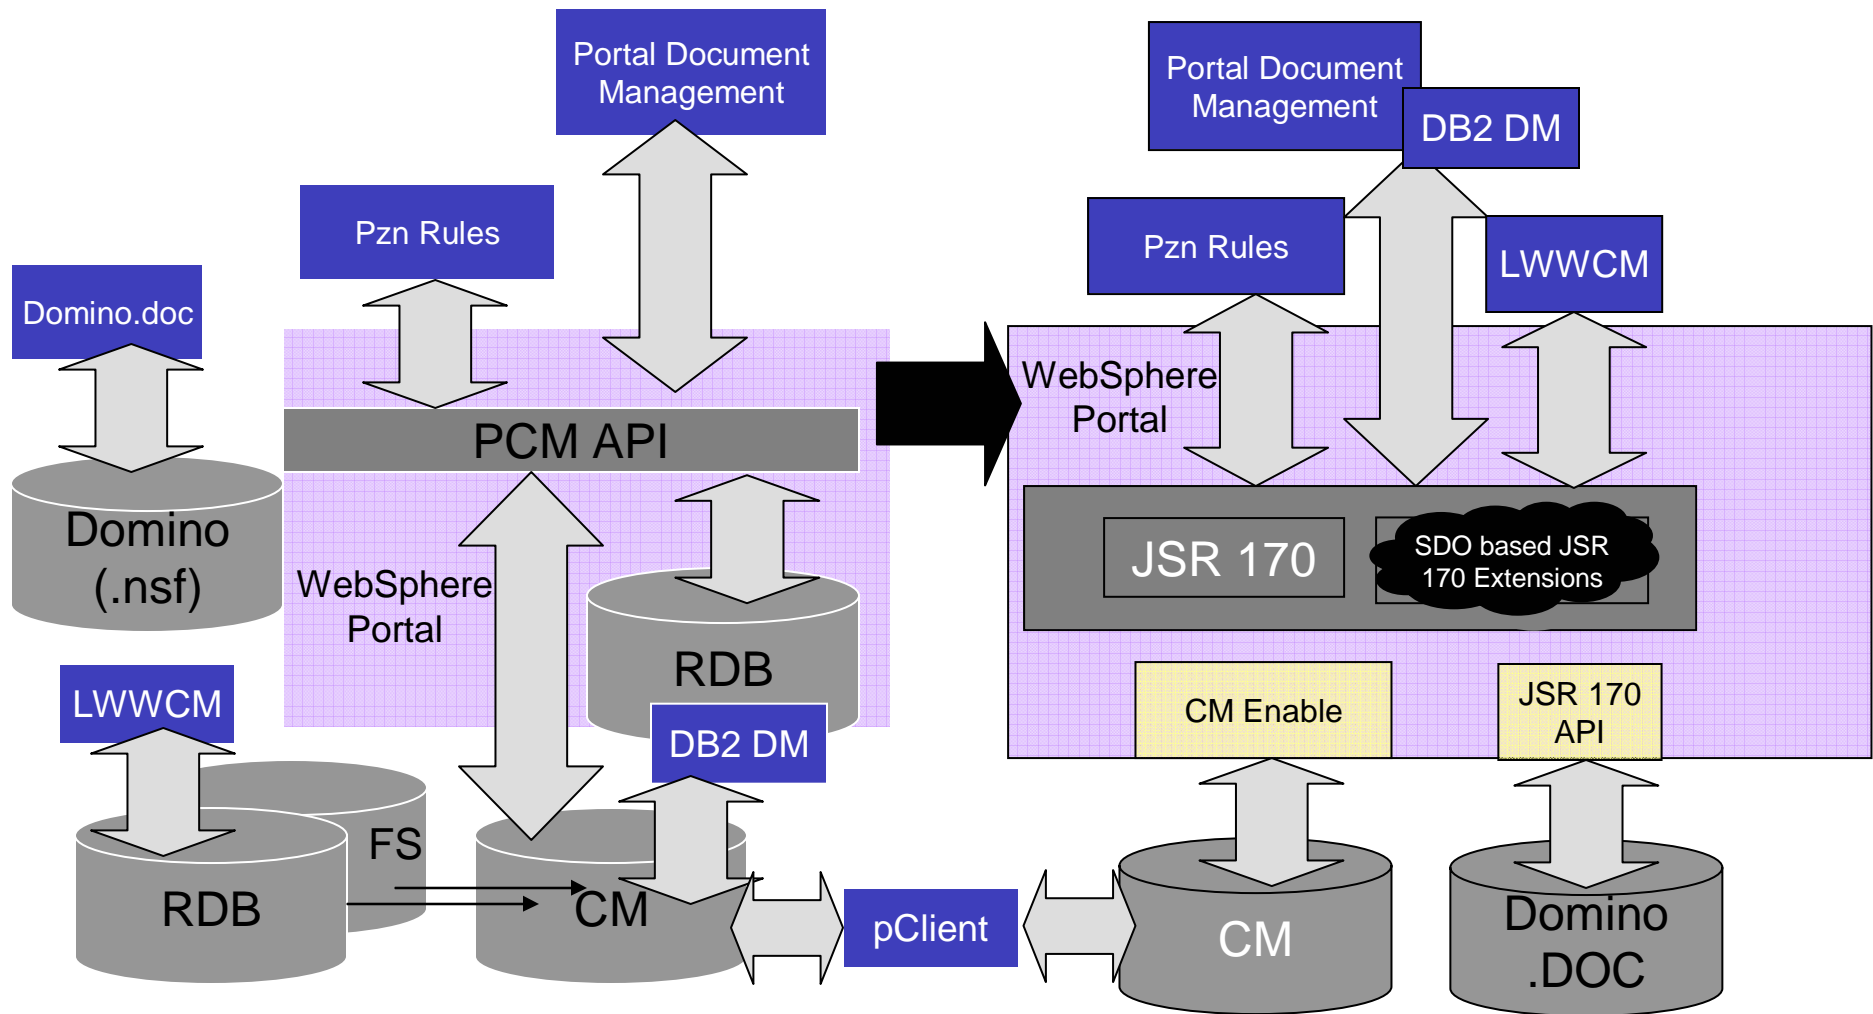 Portal Document
Management
Pzn Rules
Domino.doc
PCM API
Domino
(.nsf)
WebSphere
Portal
RDB
LWWCM
DB2 DM
FS
RDB
CM
pClient
Portal Document
Management
DB2 DM
Pzn Rules
LWWCM
WebSphere
Portal
JSR 170
SDO based JSR
170 Extensions
CM Enable
JSR 170
API
CM
Domino
.DOC